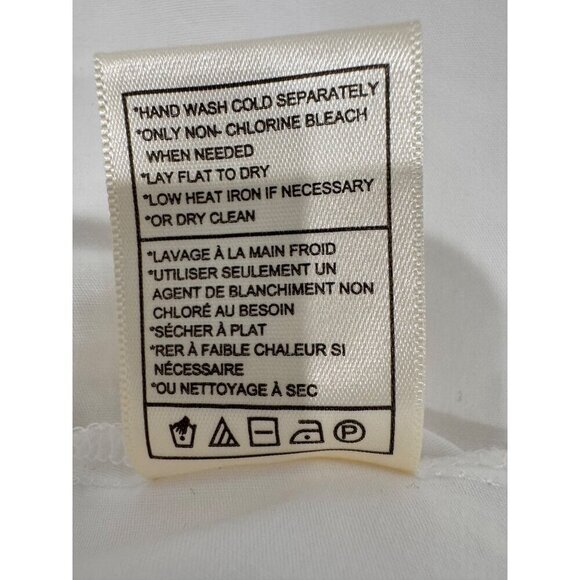 *HAND WASH COLD SEPARATELY
*ONLY NON- CHLORINE BLEACH
WHEN NEEDED
*LAY FLAT TO DRY
*LOW HEAT IRON IF NECESSARY
*OR DRY CLEAN
*LAVAGE À LA MAIN FROID
*UTILISER SEULEMENT UN
AGENT DE BLANCHIMENT NON
CHLORÉ AU BESOIN
*SÉCHER À PLAT
*RER À FAIBLE CHALEUR SI
NÉCESSAIRE
*OU NETTOYAGE À SEC
P